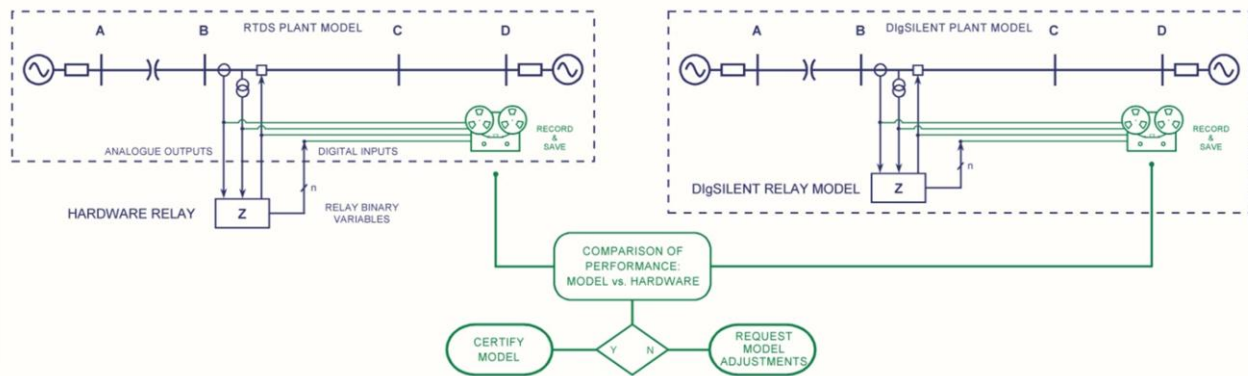 RTDS PLANT MODEL
A
B
C
D
RECORD
&
SAVE
ANALOGUE OUTPUTS
DIGITAL INPUTS
n
HARDWARE RELAY
Z
RELAY BINARY
VARIABLES
DIgSILENT PLANT MODEL
A
B
C
D
RECORD
&
SAVE
n
DIgSILENT RELAY MODEL
Z
COMPARISON OF
PERFORMANCE:
MODEL vs. HARDWARE
CERTIFY
MODEL
Y
N
REQUEST
MODEL
ADJUSTMENTS